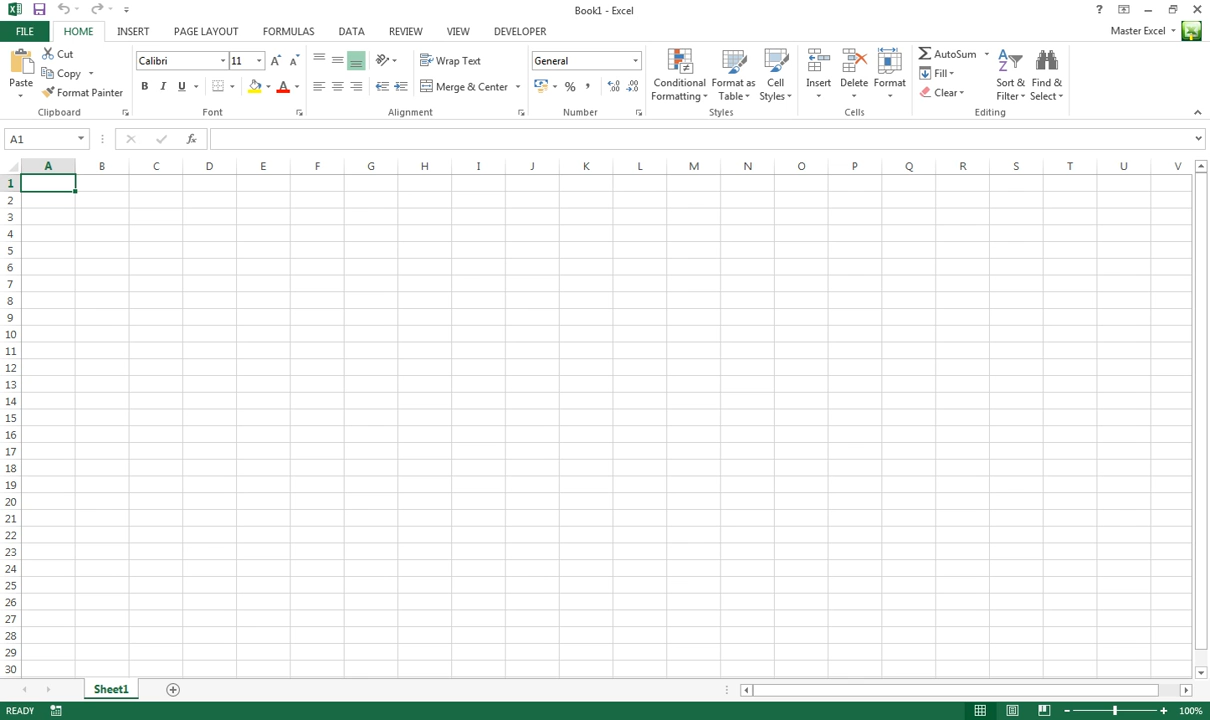 Book1 - Excel
FILE HOME INSERT PAGE LAYOUT FORMULAS DATA REVIEW VIEW DEVELOPER Master Excel
Paste
Cut
Copy
Format Painter
Clipboard
Calibri 11
B I U A
Font
Wrap Text
Merge & Center
Alignment
General
% ,
Number
Conditional Formatting
Format as Table
Cell Styles
Styles
Insert
Delete
Format
Cells
AutoSum
Fill
Clear
Sort & Filter
Find & Select
Editing
A1 fx
A B C D E F G H I J K L M N O P Q R S T U V
1
2
3
4
5
6
7
8
9
10
11
12
13
14
15
16
17
18
19
20
21
22
23
24
25
26
27
28
29
30
Sheet1
READY 100%